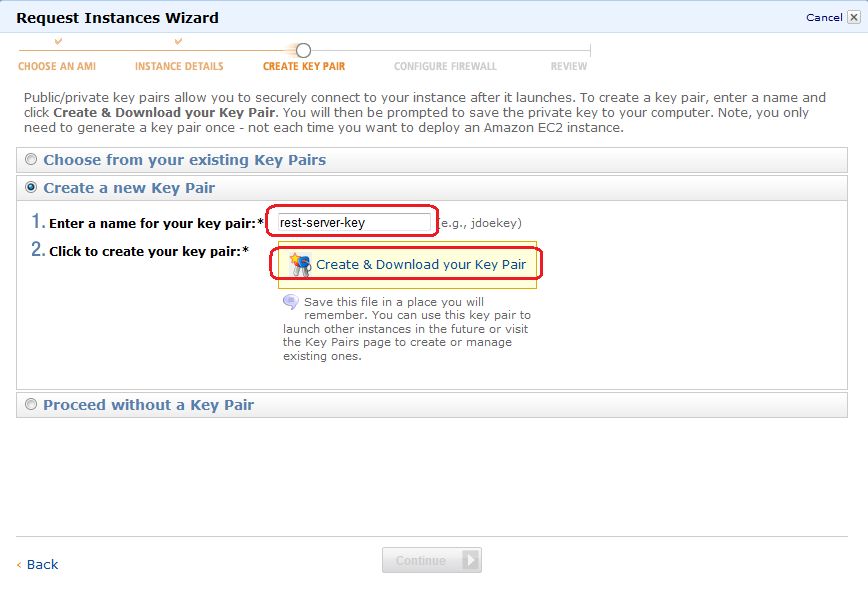 Request Instances Wizard
Cancel
CHOOSE AN AMI
INSTANCE DETAILS
CREATE KEY PAIR
CONFIGURE FIREWALL
REVIEW
Public/private key pairs allow you to securely connect to your instance after it launches. To create a key pair, enter a name and
click Create & Download your Key Pair. You will then be prompted to save the private key to your computer. Note, you only
need to generate a key pair once - not each time you want to deploy an Amazon EC2 instance.
Choose from your existing Key Pairs
Create a new Key Pair
1. Enter a name for your key pair:* rest-server-key (e.g., jdoekey)
2. Click to create your key pair:*
Create & Download your Key Pair
Save this file in a place you will
remember. You can use this key pair to
launch other instances in the future or visit
the Key Pairs page to create or manage
existing ones.
Proceed without a Key Pair
< Back
Continue